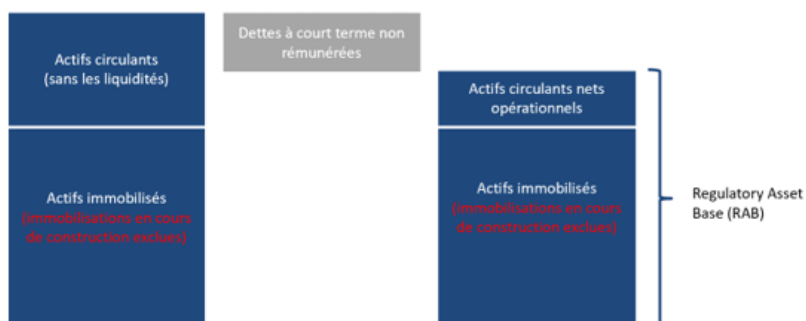 Actifs circulants
(sans les liquidités)
Dettes à court terme non
rémunérées
Actifs circulants nets
opérationnels
Actifs immobilisés
(immobilisations en cours
de construction exclues)
Actifs immobilisés
(immobilisations en cours
de construction exclues)
Regulatory Asset
Base (RAB)